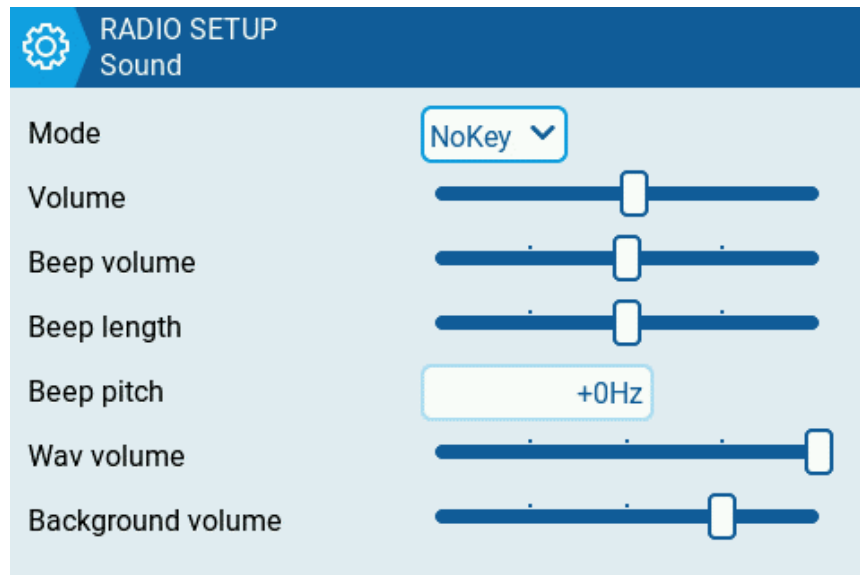 RADIO SETUP
Sound
Mode NoKey
Volume
Beep volume
Beep length
Beep pitch +0Hz
Wav volume
Background volume